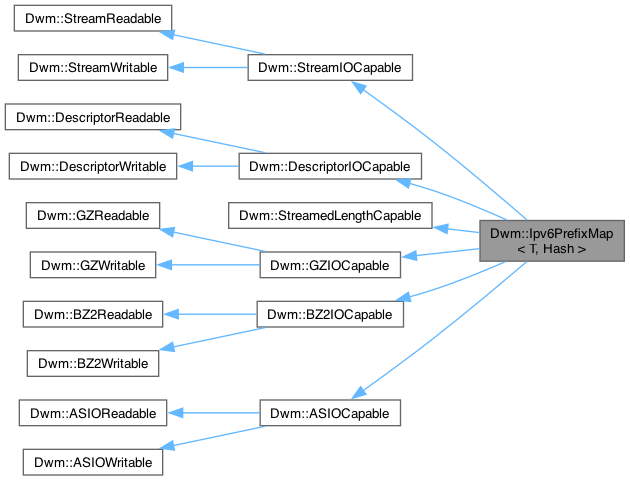 Dwm::StreamReadable
Dwm::StreamWritable
Dwm::StreamIOCapable
Dwm::DescriptorReadable
Dwm::DescriptorWritable
Dwm::DescriptorIOCapable
Dwm::StreamedLengthCapable
Dwm::GZReadable
Dwm::GZWritable
Dwm::GZIOCapable
Dwm::Ipv6PrefixMap
< T, Hash >
Dwm::BZ2Readable
Dwm::BZ2IOCapable
Dwm::BZ2Writable
Dwm::ASIOReadable
Dwm::ASIOCapable
Dwm::ASIOWritable